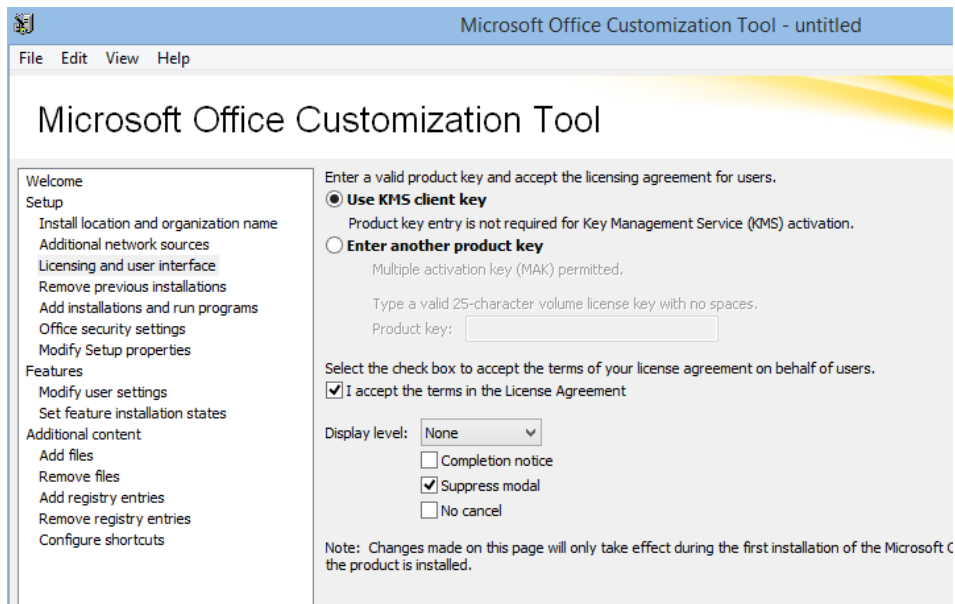 Microsoft Office Customization Tool - untitled
File Edit View Help
Microsoft Office Customization Tool
Welcome
Setup
Install location and organization name
Additional network sources
Licensing and user interface
Remove previous installations
Add installations and run programs
Office security settings
Modify Setup properties
Features
Modify user settings
Set feature installation states
Additional content
Add files
Remove files
Add registry entries
Remove registry entries
Configure shortcuts
Enter a valid product key and accept the licensing agreement for users.
Use KMS client key
Product key entry is not required for Key Management Service (KMS) activation.
Enter another product key
Multiple activation key (MAK) permitted.
Type a valid 25-character volume license key with no spaces.
Product key:
Select the check box to accept the terms of your license agreement on behalf of users.
I accept the terms in the License Agreement
Display level: None
Completion notice
Suppress modal
No cancel
Note: Changes made on this page will only take effect during the first installation of the Microsoft
the product is installed.